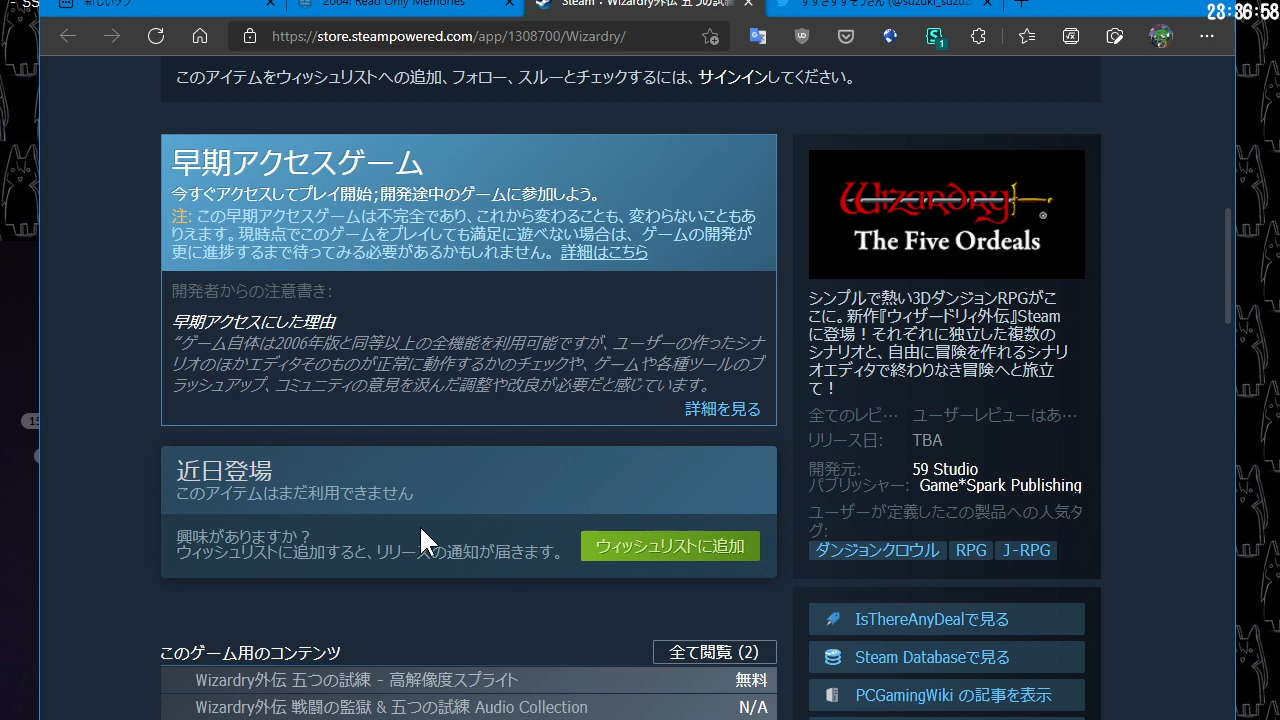 新しいタブ
2064: Read Only Memories
Steam：Wizardry外伝 五つの試練
すずきすずぞうさん (@suzuki_suzuz
23:36:58
https://store.steampowered.com/app/1308700/Wizardry/
1
このアイテムをウィッシュリストへの追加、フォロー、スルーとチェックするには、サインインしてください。
早期アクセスゲーム
今すぐアクセスしてプレイ開始;開発途中のゲームに参加しよう。
注: この早期アクセスゲームは不完全であり、これから変わることも、変わらないこともあ
りえます。現時点でこのゲームをプレイしても満足に遊べない場合は、ゲームの開発が
更に進捗するまで待ってみる必要があるかもしれません。詳細はこちら
開発者からの注意書き:
早期アクセスにした理由
“ゲーム自体は2006年版と同等以上の全機能を利用可能ですが、ユーザーの作ったシナ
リオのほかエディタそのものが正常に動作するかのチェックや、ゲームや各種ツールのブ
ラッシュアップ、コミュニティの意見を汲んだ調整や改良が必要だと感じています。
詳細を見る
近日登場
このアイテムはまだ利用できません
興味がありますか？
ウィッシュリストに追加すると、リリースの通知が届きます。
ウィッシュリストに追加
このゲーム用のコンテンツ
全て閲覧 (2)
Wizardry外伝 五つの試練 - 高解像度スプライト
無料
Wizardry外伝 戦闘の監獄 & 五つの試練 Audio Collection
N/A
Wizardry
®
The Five Ordeals
シンプルで熱い3DダンジョンRPGがこ
こに。新作『ウィザードリィ外伝』Steam
に登場！それぞれに独立した複数の
シナリオと、自由に冒険を作れるシナリ
オエディタで終わりなき冒険へと旅立
て！
全てのレビ… ユーザーレビューはあ…
リリース日: TBA
開発元: 59 Studio
パブリッシャー: Game*Spark Publishing
ユーザーが定義したこの製品への人気タ
グ:
ダンジョンクロウル RPG J-RPG
IsThereAnyDealで見る
Steam Databaseで見る
PCGamingWiki の記事を表示